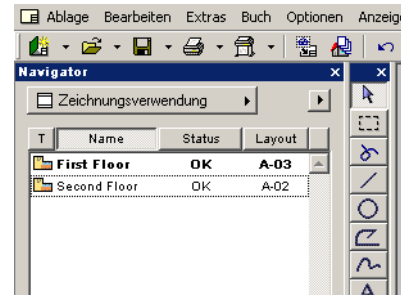 Ablage Bearbeiten Extras Buch Optionen Anzeig
Navigator
Zeichnungsverwendung
T Name Status Layout
First Floor OK A-03
Second Floor OK A-02
A